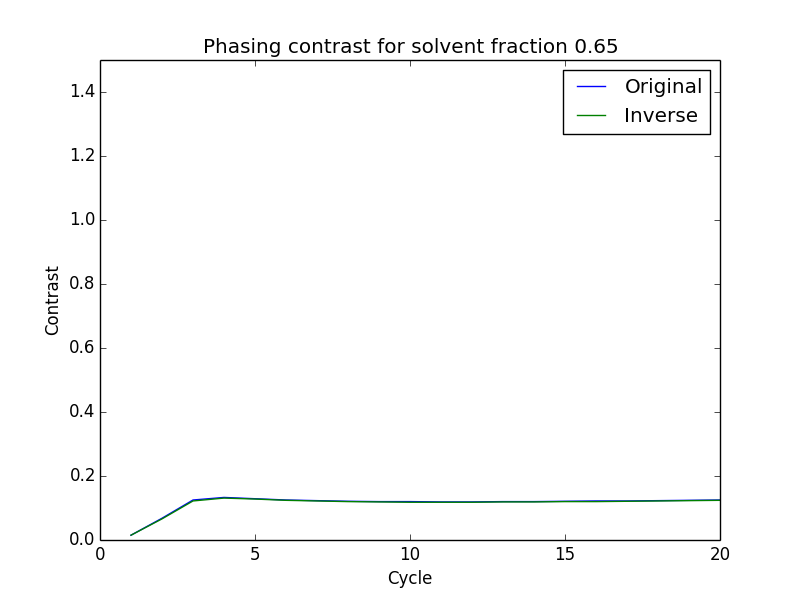 Phasing contrast for solvent fraction 0.65
Original
Inverse
1.4
1.2
1.0
0.8
0.6
0.4
0.2
0.0
Contrast
0 5 10 15 20
Cycle